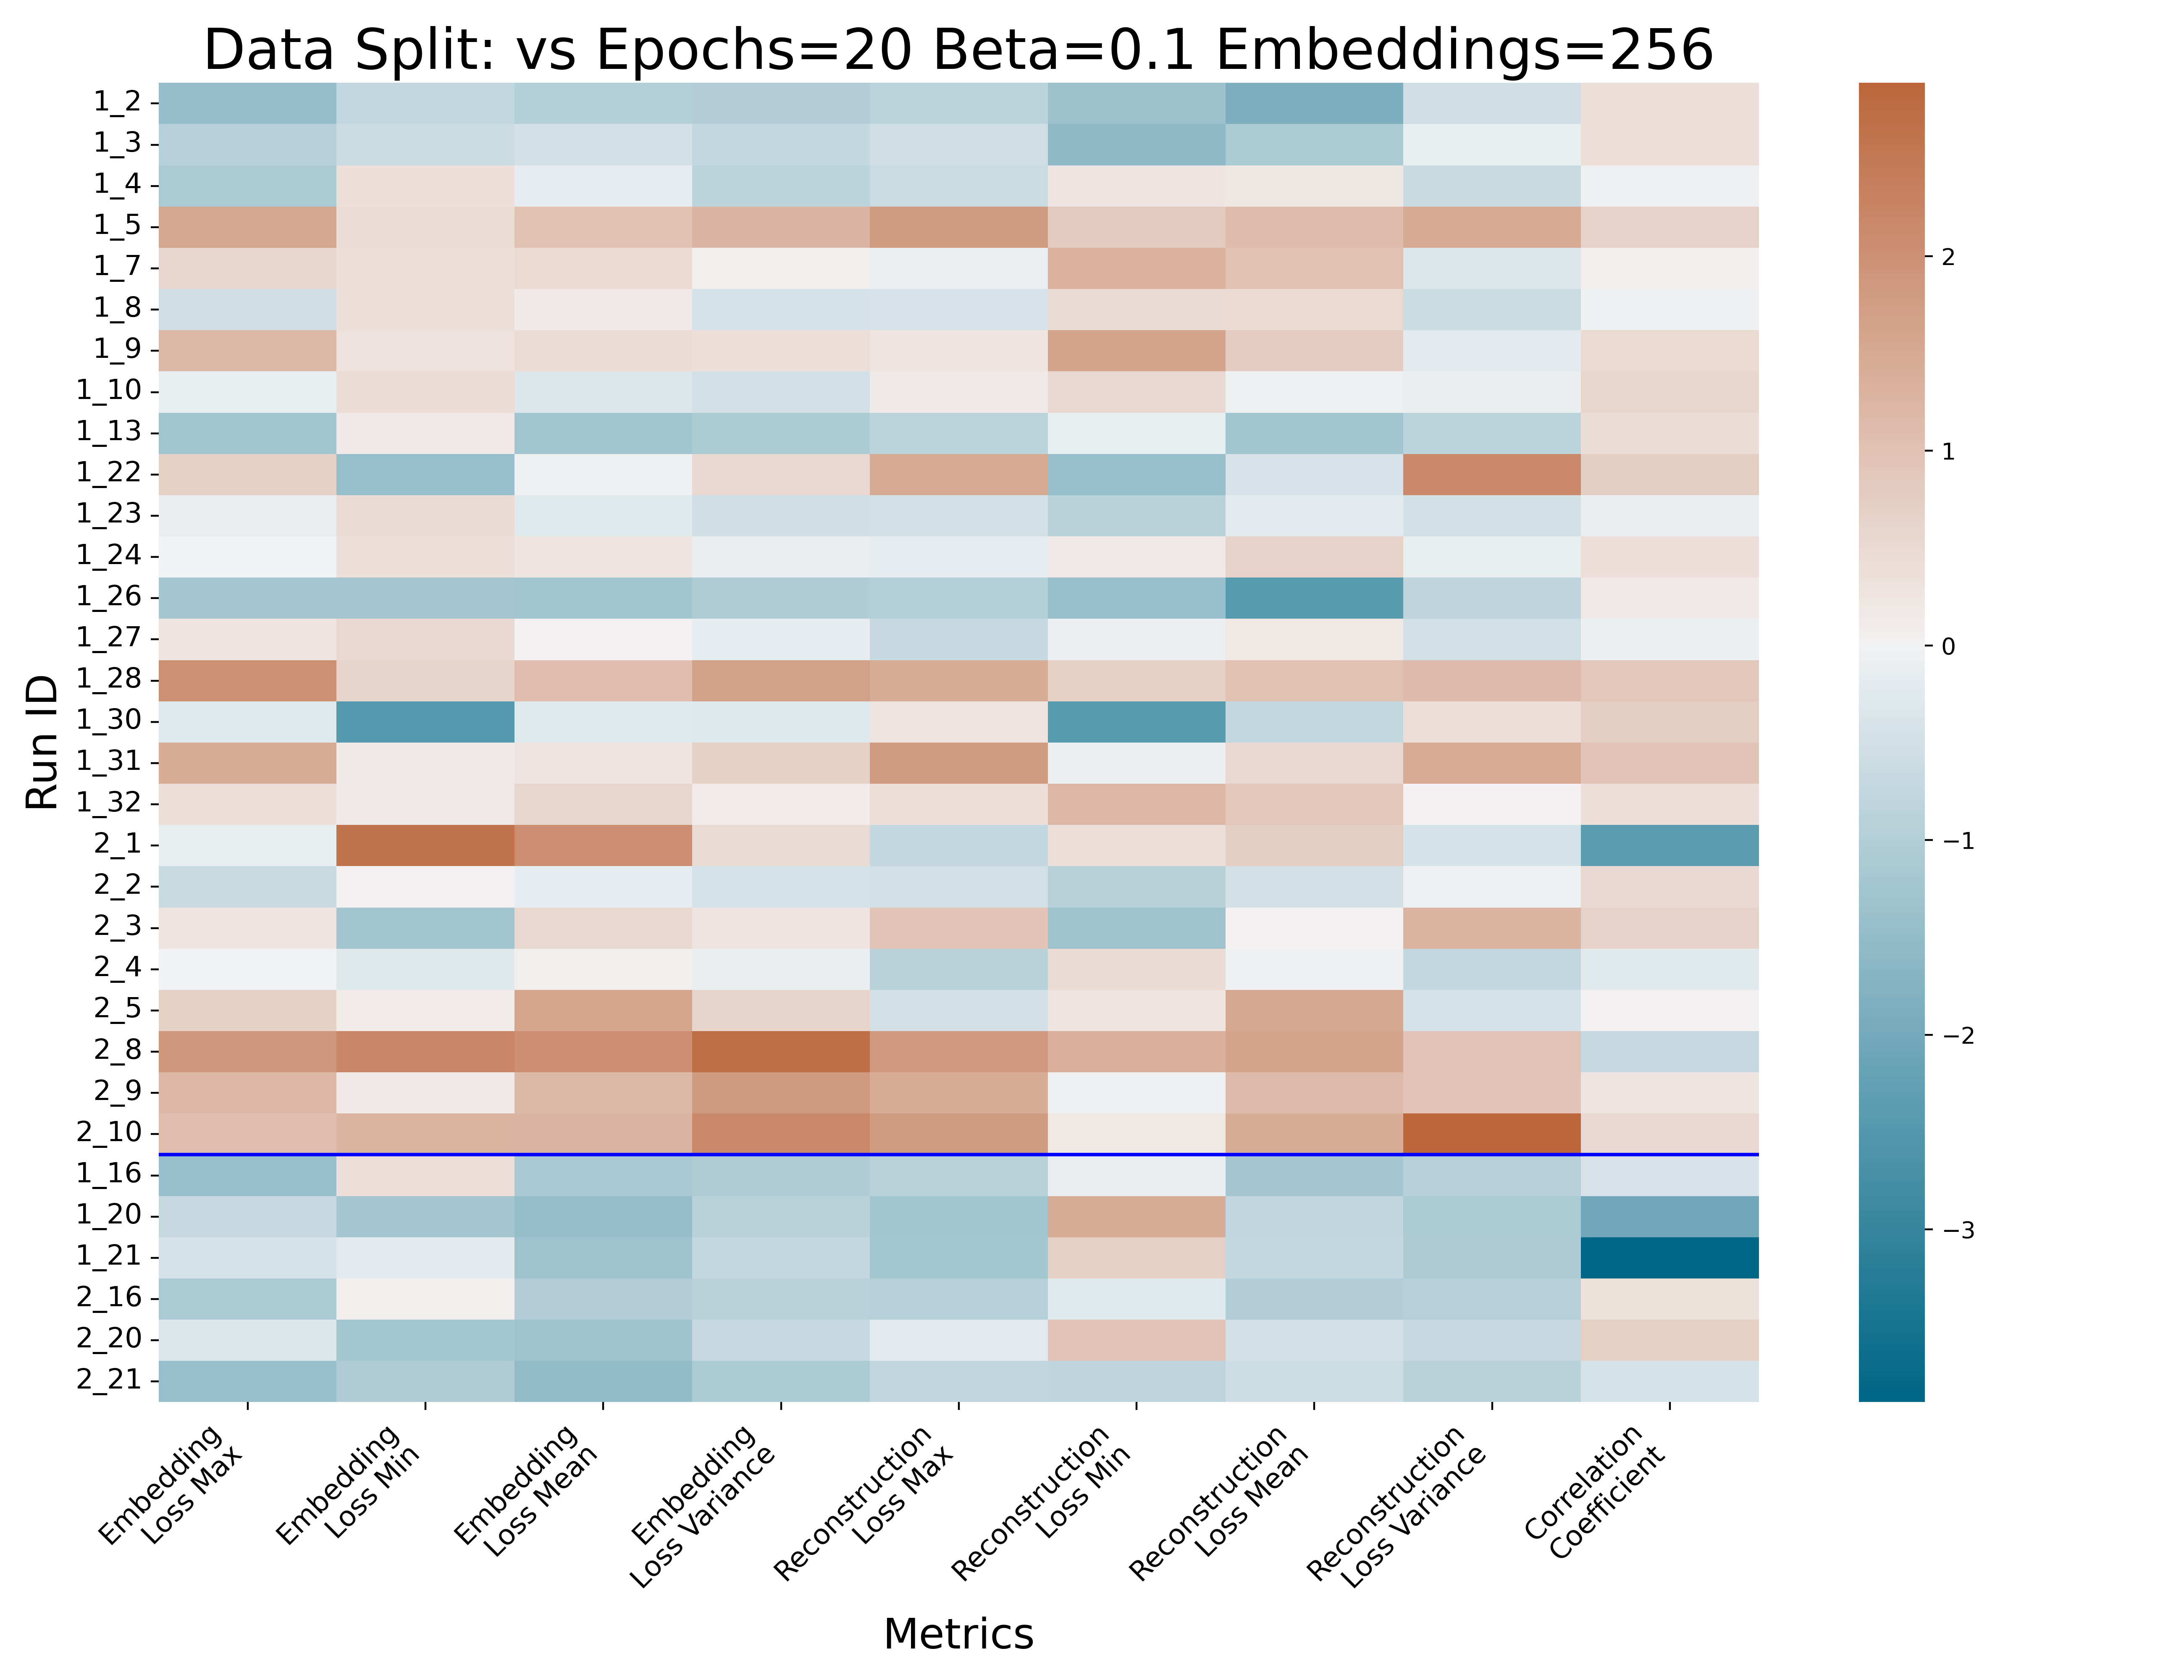 Data Split: vs Epochs=20 Beta=0.1 Embeddings=256
Run ID
1_2
1_3
1_4
1_5
1_7
1_8
1_9
1_10
1_13
1_22
1_23
1_24
1_26
1_27
1_28
1_30
1_31
1_32
2_1
2_2
2_3
2_4
2_5
2_8
2_9
2_10
1_16
1_20
1_21
2_16
2_20
2_21
Embedding
Loss Max
Embedding
Loss Min
Embedding
Loss Mean
Embedding
Loss Variance
Reconstruction
Loss Max
Reconstruction
Loss Min
Reconstruction
Loss Mean
Reconstruction
Loss Variance
Correlation
Coefficient
Metrics
2
1
0
−1
−2
−3